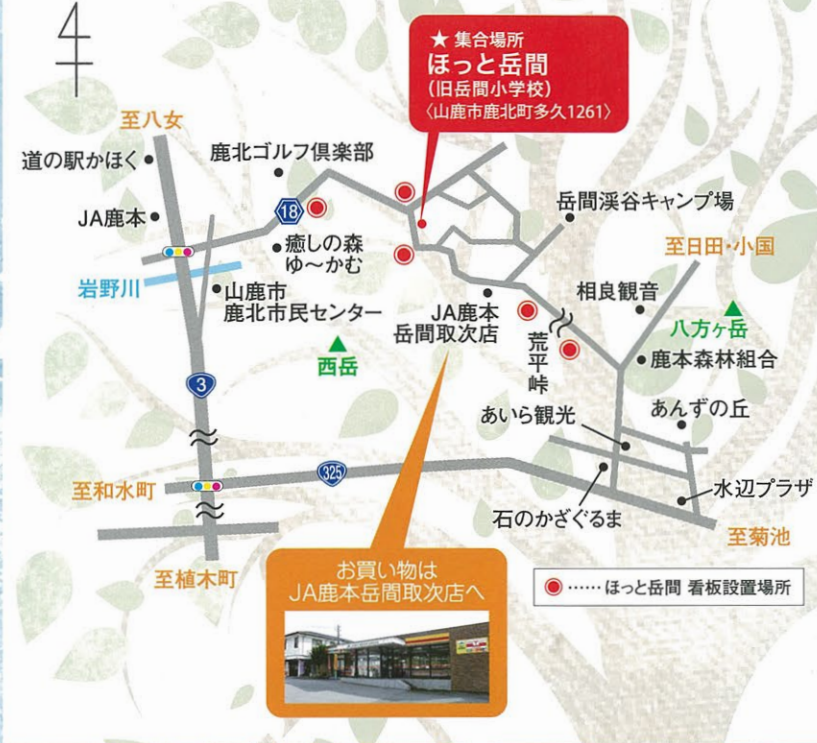 ★ 集合場所
ほっと岳間
(旧岳間小学校)
〈山鹿市鹿北町多久1261〉
至八女
道の駅かほく
鹿北ゴルフ倶楽部
JA鹿本
18
癒しの森
ゆ～かむ
岳間渓谷キャンプ場
至日田・小国
岩野川
山鹿市
鹿北市民センター
JA鹿本
岳間取次店
相良観音
八方ヶ岳
西岳
荒平峠
鹿本森林組合
3
あいら観光
あんずの丘
325
至和水町
水辺プラザ
石のかざぐるま
至菊池
至植木町
お買い物は
JA鹿本岳間取次店へ
……ほっと岳間 看板設置場所